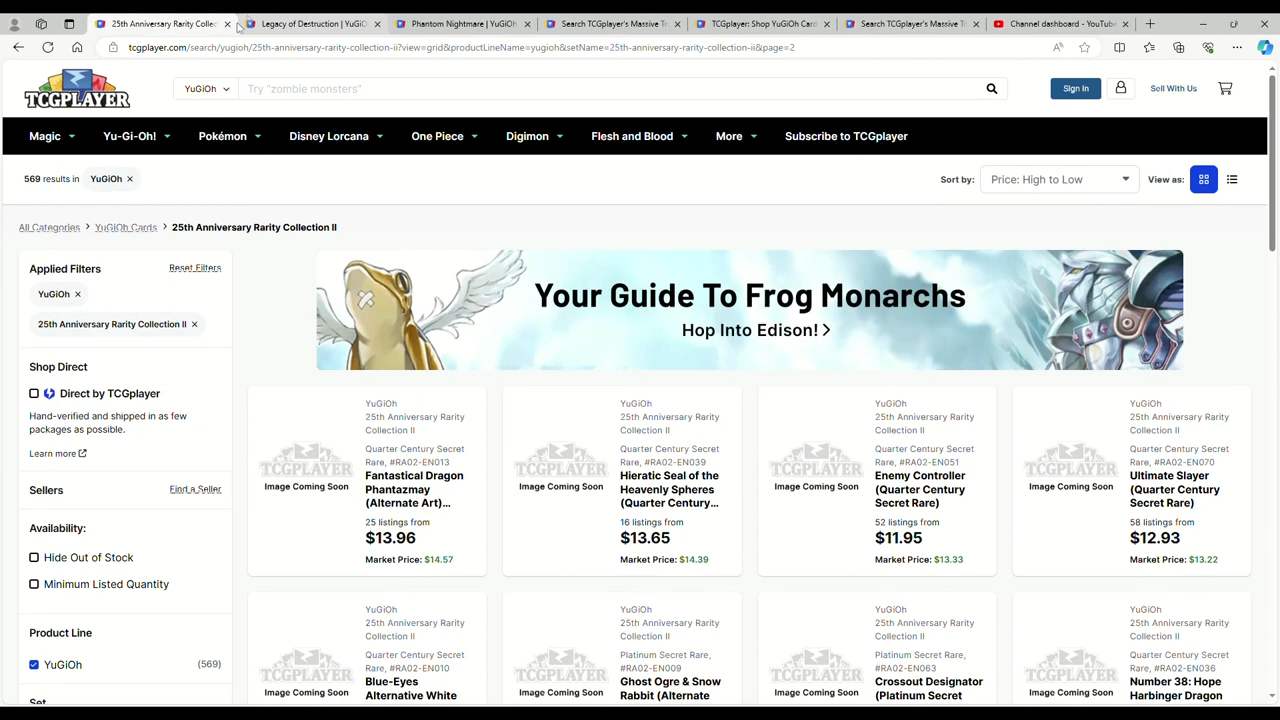 25th Anniversary Rarity Collec
Legacy of Destruction | YuGiO
Phantom Nightmare | YuGiOh
Search TCGplayer's Massive Tr
TCGplayer: Shop YuGiOh Card
Search TCGplayer's Massive Tr
Channel dashboard - YouTube
tcgplayer.com/search/yugioh/25th-anniversary-rarity-collection-ii?view=grid&productLineName=yugioh&setName=25th-anniversary-rarity-collection-ii&page=2
TCGPLAYER
YuGiOh
Try "zombie monsters"
Sign In
Sell With Us
Magic
Yu-Gi-Oh!
Pokémon
Disney Lorcana
One Piece
Digimon
Flesh and Blood
More
Subscribe to TCGplayer
569 results in YuGiOh
Sort by: Price: High to Low
View as:
All Categories > YuGiOh Cards > 25th Anniversary Rarity Collection II
Applied Filters
Reset Filters
YuGiOh
25th Anniversary Rarity Collection II
Shop Direct
Direct by TCGplayer
Hand-verified and shipped in as few
packages as possible.
Learn more
Sellers
Find a Seller
Availability:
Hide Out of Stock
Minimum Listed Quantity
Product Line
YuGiOh (569)
Set
Your Guide To Frog Monarchs
Hop Into Edison!
TCGPLAYER
Image Coming Soon
YuGiOh
25th Anniversary Rarity
Collection II
Quarter Century Secret
Rare, #RA02-EN013
Fantastical Dragon
Phantazmay
(Alternate Art)...
25 listings from
$13.96
Market Price: $14.57
TCGPLAYER
Image Coming Soon
YuGiOh
25th Anniversary Rarity
Collection II
Quarter Century Secret
Rare, #RA02-EN039
Hieratic Seal of the
Heavenly Spheres
(Quarter Century...
16 listings from
$13.65
Market Price: $14.39
TCGPLAYER
Image Coming Soon
YuGiOh
25th Anniversary Rarity
Collection II
Quarter Century Secret
Rare, #RA02-EN051
Enemy Controller
(Quarter Century
Secret Rare)
52 listings from
$11.95
Market Price: $13.33
TCGPLAYER
Image Coming Soon
YuGiOh
25th Anniversary Rarity
Collection II
Quarter Century Secret
Rare, #RA02-EN070
Ultimate Slayer
(Quarter Century
Secret Rare)
58 listings from
$12.93
Market Price: $13.22
TCGPLAYER
Image Coming Soon
YuGiOh
25th Anniversary Rarity
Collection II
Quarter Century Secret
Rare, #RA02-EN010
Blue-Eyes
Alternative White
TCGPLAYER
Image Coming Soon
YuGiOh
25th Anniversary Rarity
Collection II
Platinum Secret Rare,
#RA02-EN009
Ghost Ogre & Snow
Rabbit (Alternate
TCGPLAYER
Image Coming Soon
YuGiOh
25th Anniversary Rarity
Collection II
Platinum Secret Rare,
#RA02-EN063
Crossout Designator
(Platinum Secret
TCGPLAYER
Image Coming Soon
YuGiOh
25th Anniversary Rarity
Collection II
Quarter Century Secret
Rare, #RA02-EN036
Number 38: Hope
Harbinger Dragon